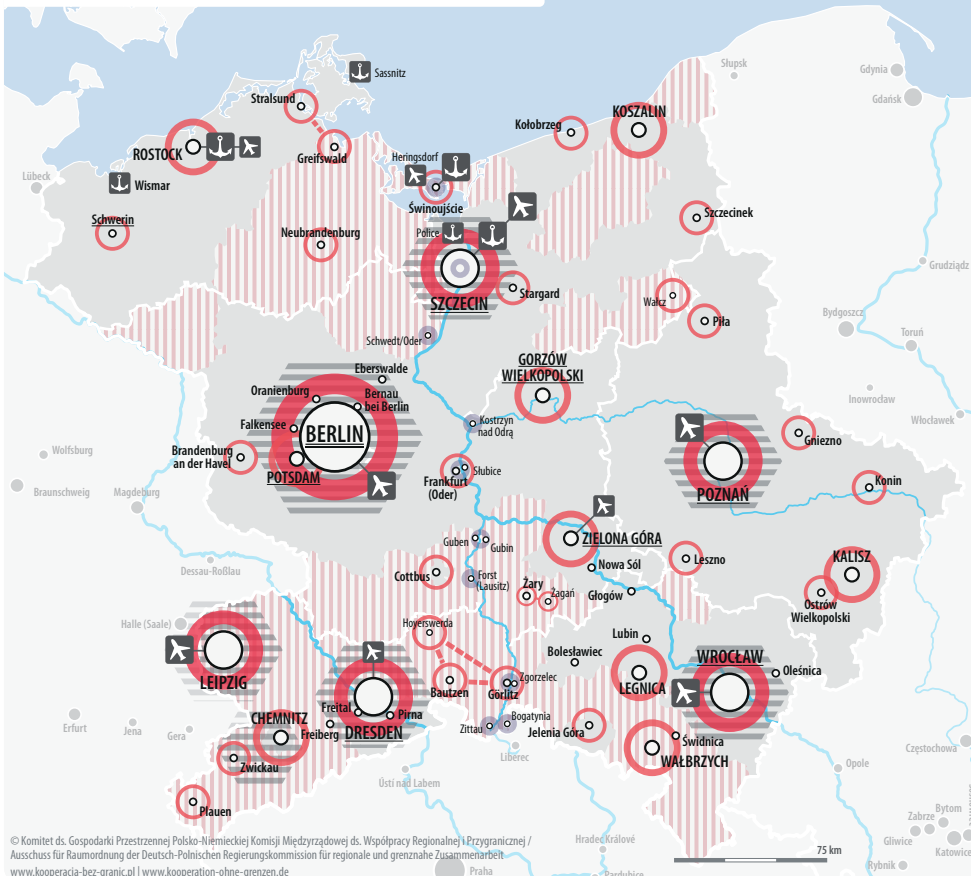 Słupsk
Gdynia
Gdańsk
Sassnitz
Stralsund
Kołobrzeg
KOSZALIN
ROSTOCK
Greifswald
Heringsdorf
Lübeck
Wismar
Świnoujście
Szczecinek
Schwerin
Neubrandenburg
Police
Grudziądz
SZCZECIN
Stargard
Wałcz
Piła
Bydgoszcz
Toruń
Schwedt/Oder
GORZÓW
WIELKOPOLSKI
Eberswalde
Oranienburg
Bernau
bei Berlin
Inowrocław
Włocławek
Falkensee
BERLIN
Kostrzyn
nad Odrą
Gniezno
Wolfsburg
Brandenburg
an der Havel
POTSDAM
Słubice
Frankfurt
(Oder)
POZNAŃ
Konin
Braunschweig
Magdeburg
Guben
Gubin
ZIELONA GÓRA
Leszno
KALISZ
Dessau-Roßlau
Cottbus
Forst
(Lausitz)
Nowa Sól
Żary
Żagań
Głogów
Ostrów
Wielkopolski
Halle (Saale)
Hoyerswerda
Lubin
Bolesławiec
WROCŁAW
Oleśnica
LEIPZIG
Bautzen
Görlitz
Zgorzelec
LEGNICA
Freital
Pirna
CHEMNITZ
Freiberg
DRESDEN
Zittau
Bogatynia
Jelenia Góra
Świdnica
WAŁBRZYCH
Erfurt
Jena
Gera
Zwickau
Liberec
Częstochowa
Opole
Ústí nad Labem
Plauen
Bytom
Zabrze
Gliwice
Katowice
Rybnik
Hradec Králové
Pardubice
Praha
75 km
© Komitet ds. Gospodarki Przestrzennej Polsko-Niemieckiej Komisji Międzyrządowej ds. Współpracy Regionalnej i Przygranicznej /
Ausschuss für Raumordnung der Deutsch-Polnischen Regierungskommission für regionale und grenznahe Zusammenarbeit
www.kooperacja-bez-granic.pl | www.kooperation-ohne-grenzen.de